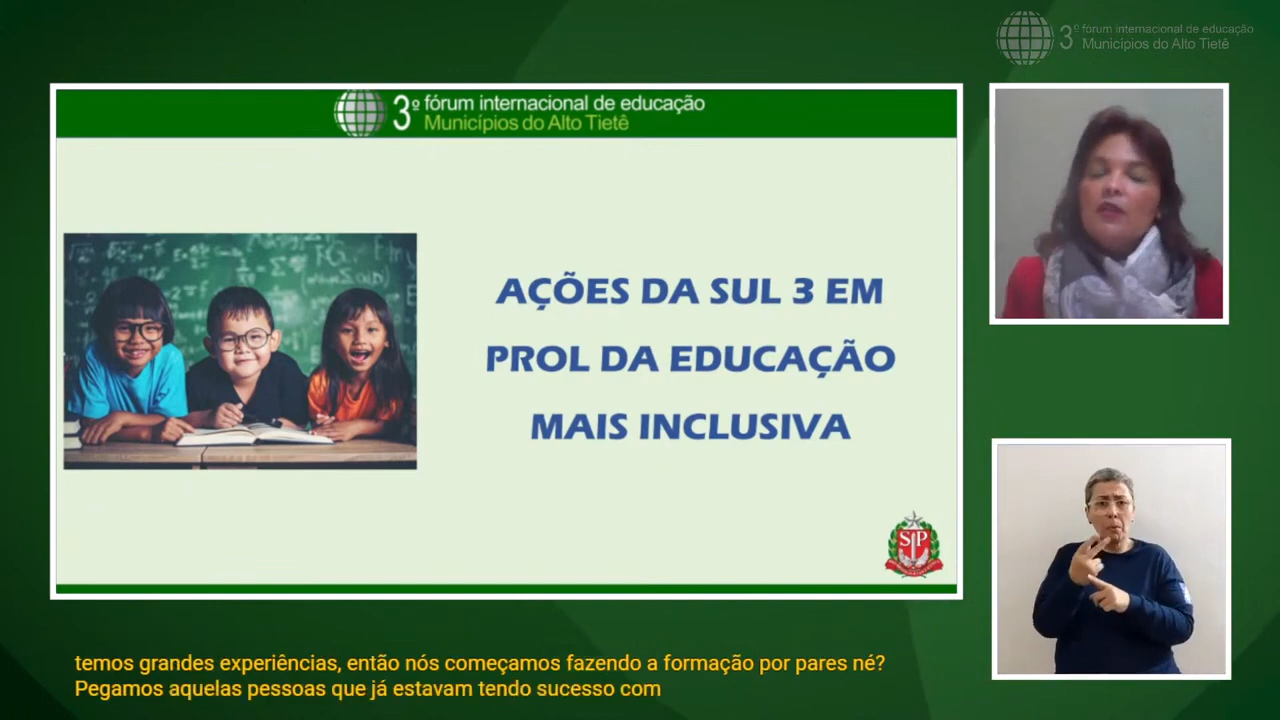 3º fórum internacional de educação
Municípios do Alto Tietê
3º fórum internacional de educação
Municípios do Alto Tietê
AÇÕES DA SUL 3 EM
PROL DA EDUCAÇÃO
MAIS INCLUSIVA
SP
temos grandes experiências, então nós começamos fazendo a formação por pares né?
Pegamos aquelas pessoas que já estavam tendo sucesso com